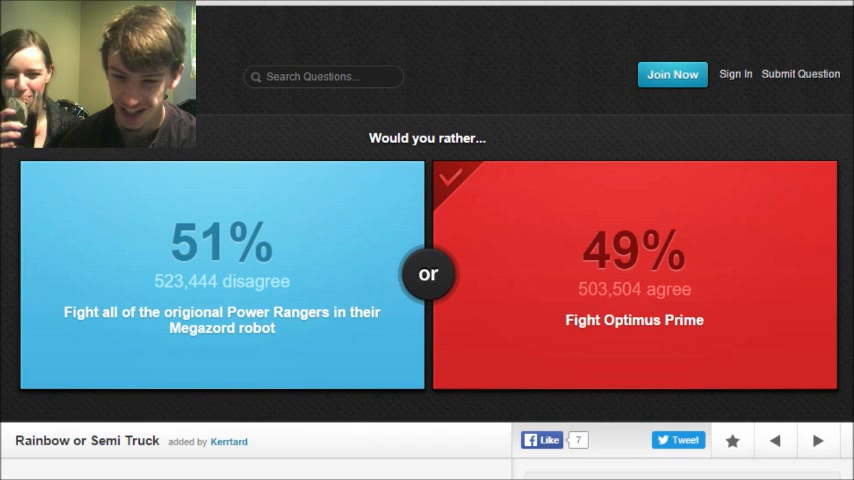 Search Questions...
Join Now
Sign In
Submit Question
Would you rather...
51%
523,444 disagree
Fight all of the origional Power Rangers in their
Megazord robot
or
49%
503,504 agree
Fight Optimus Prime
Rainbow or Semi Truck added by Kerrtard
Like
7
Tweet